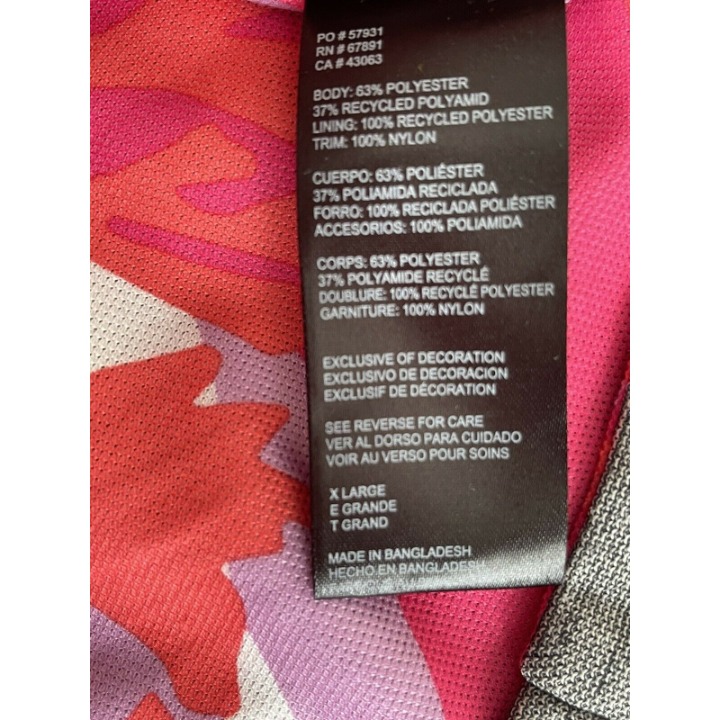 PO # 57931
RN # 67891
CA # 43063
BODY: 63% POLYESTER
37% RECYCLED POLYAMID
LINING: 100% RECYCLED POLYESTER
TRIM: 100% NYLON
CUERPO: 63% POLIÉSTER
37% POLIAMIDA RECICLADA
FORRO: 100% RECICLADA POLIÉSTER
ACCESORIOS: 100% POLIAMIDA
CORPS: 63% POLYESTER
37% POLYAMIDE RECYCLÉ
DOUBLURE: 100% RECYCLÉ POLYESTER
GARNITURE: 100% NYLON
EXCLUSIVE OF DECORATION
EXCLUSIVO DE DECORACION
EXCLUSIF DE DÉCORATION
SEE REVERSE FOR CARE
VER AL DORSO PARA CUIDADO
VOIR AU VERSO POUR SOINS
X LARGE
E GRANDE
T GRAND
MADE IN BANGLADESH
HECHO EN BANGLADESH